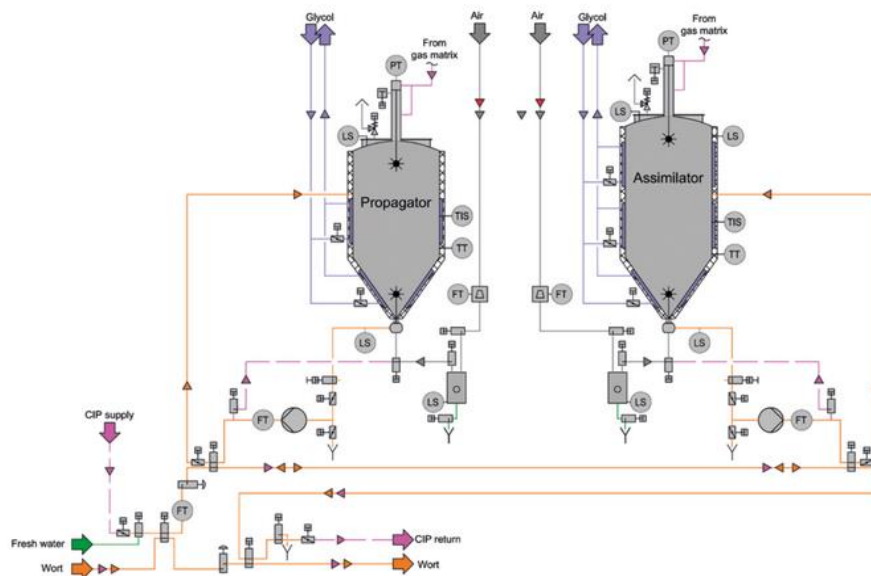 Glycol
Air
Air
Glycol
From
gas matrix
From
gas matrix
PT
PT
LS
LS
LS
Propagator
Assimilator
TIS
TIS
TT
TT
FT
FT
LS
LS
LS
LS
CIP supply
FT
FT
FT
Fresh water
CIP return
Wort
Wort